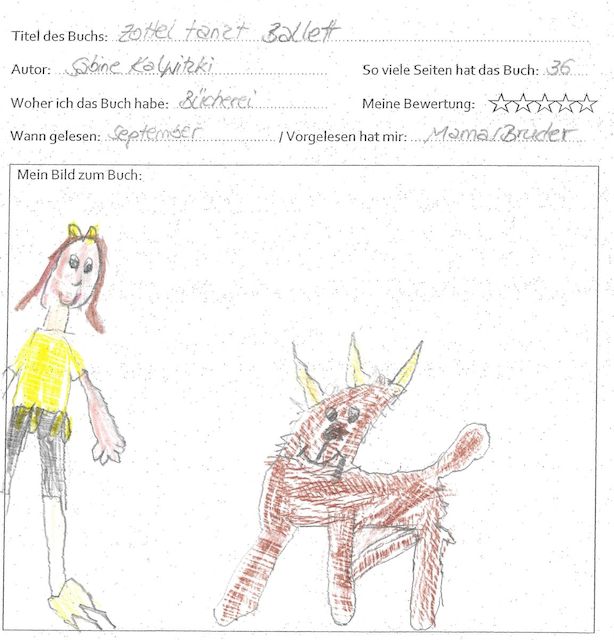 Titel des Buchs: Zottel tanzt Ballett
Autor: Sabine Kalwitzki So viele Seiten hat das Buch: 36
Woher ich das Buch habe: Bücherei Meine Bewertung:
Wann gelesen: September / Vorgelesen hat mir: Mama/Bruder
Mein Bild zum Buch: